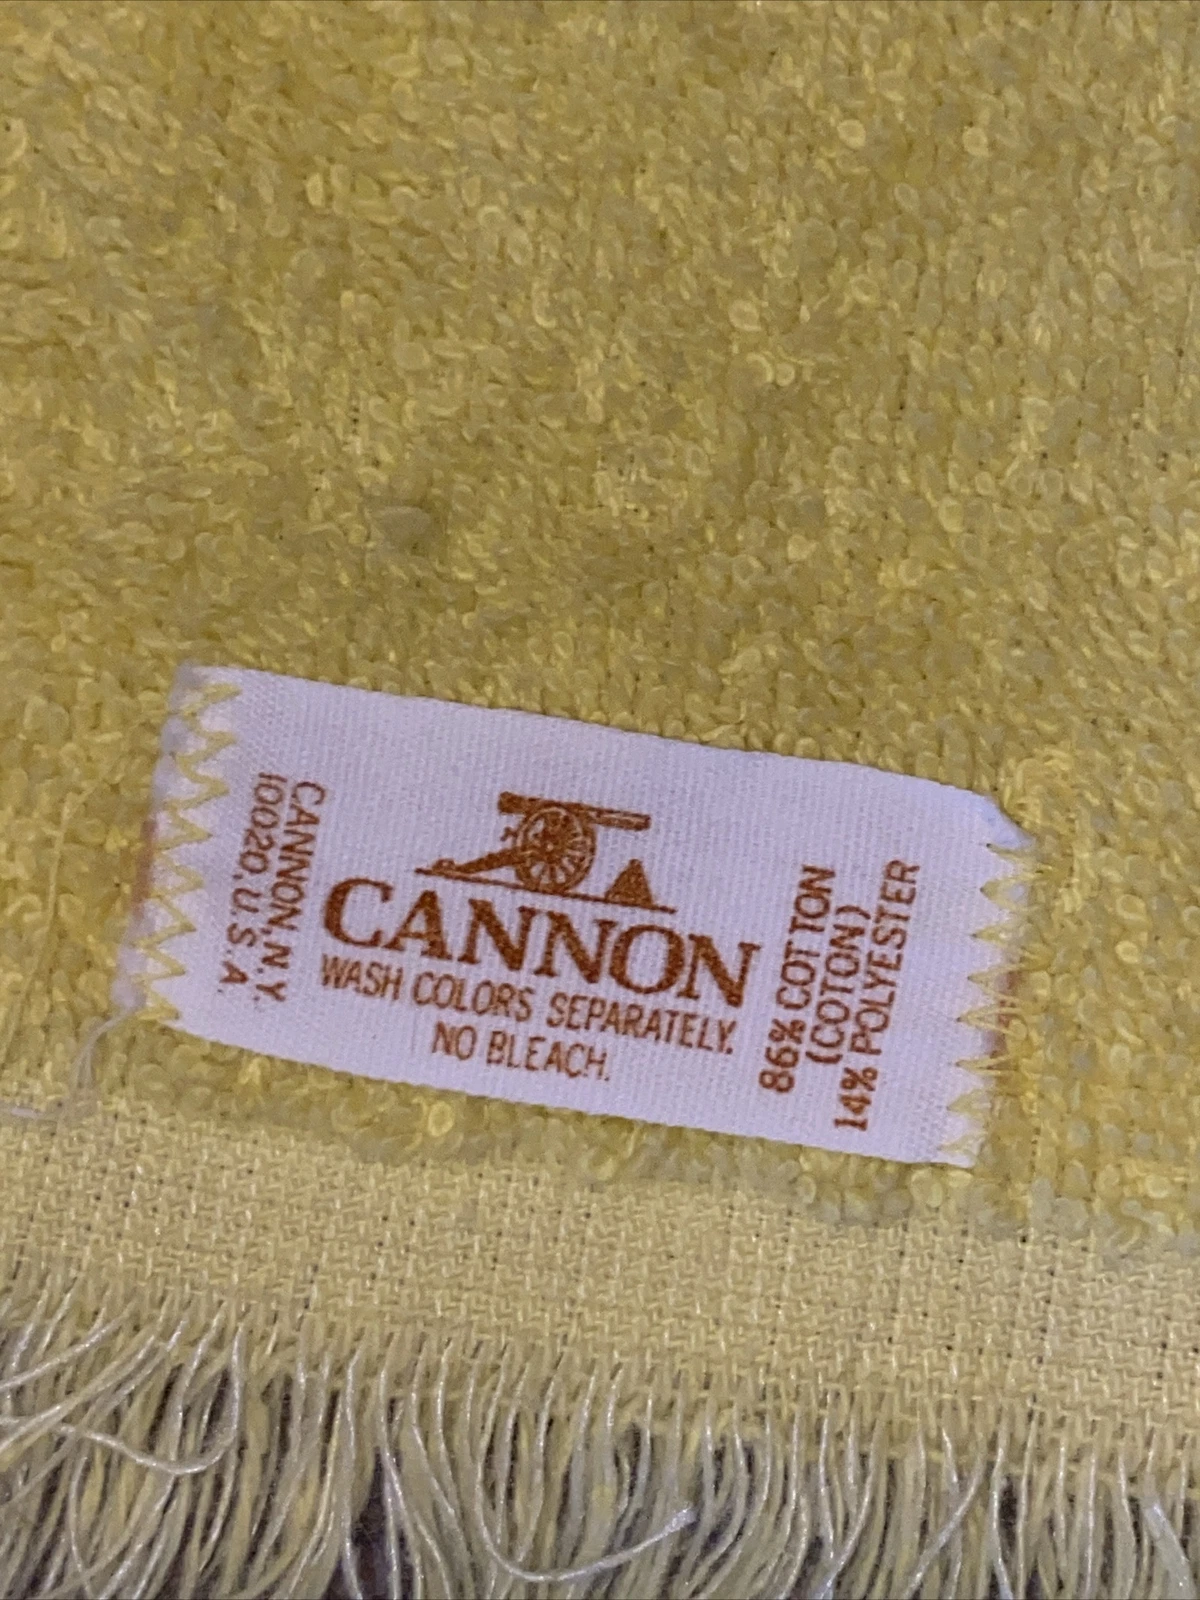 CANNON, N.Y.
10020, U.S.A.
CANNON
WASH COLORS SEPARATELY.
NO BLEACH.
86% COTTON
(COTON)
14% POLYESTER